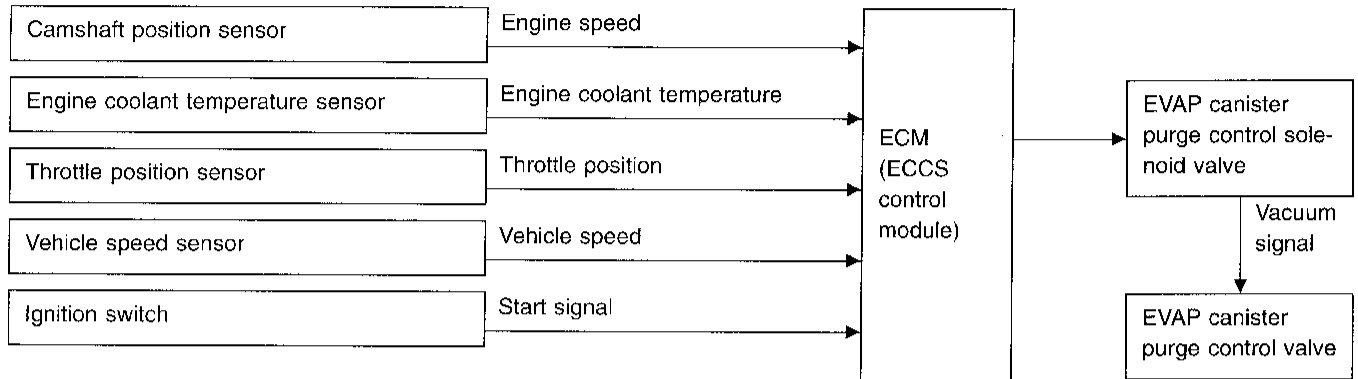 Camshaft position sensor
Engine speed
Engine coolant temperature sensor
Engine coolant temperature
Throttle position sensor
Throttle position
Vehicle speed sensor
Vehicle speed
Ignition switch
Start signal
ECM
(ECCS
control
module)
EVAP canister
purge control sole-
noid valve
Vacuum
signal
EVAP canister
purge control valve